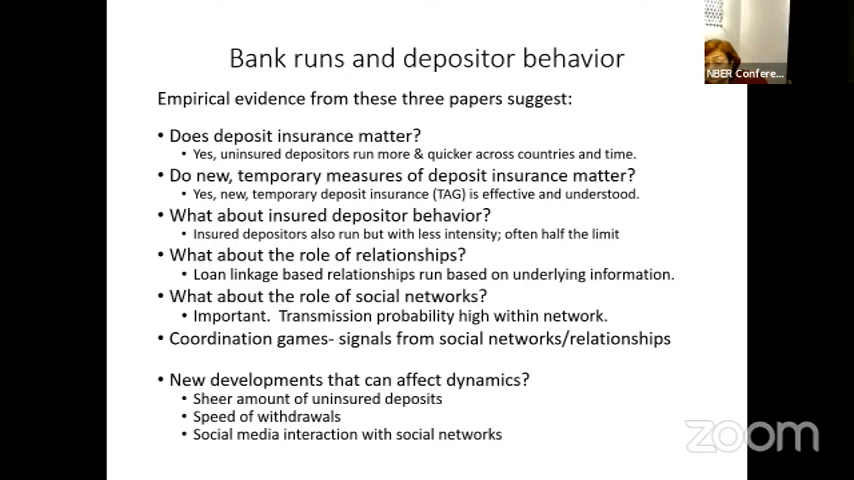 Bank runs and depositor behavior
NBER Confere...
Empirical evidence from these three papers suggest:
• Does deposit insurance matter?
• Yes, uninsured depositors run more & quicker across countries and time.
• Do new, temporary measures of deposit insurance matter?
• Yes, new, temporary deposit insurance (TAG) is effective and understood.
• What about insured depositor behavior?
• Insured depositors also run but with less intensity; often half the limit
• What about the role of relationships?
• Loan linkage based relationships run based on underlying information.
• What about the role of social networks?
• Important. Transmission probability high within network.
• Coordination games- signals from social networks/relationships
• New developments that can affect dynamics?
• Sheer amount of uninsured deposits
• Speed of withdrawals
• Social media interaction with social networks
zoom